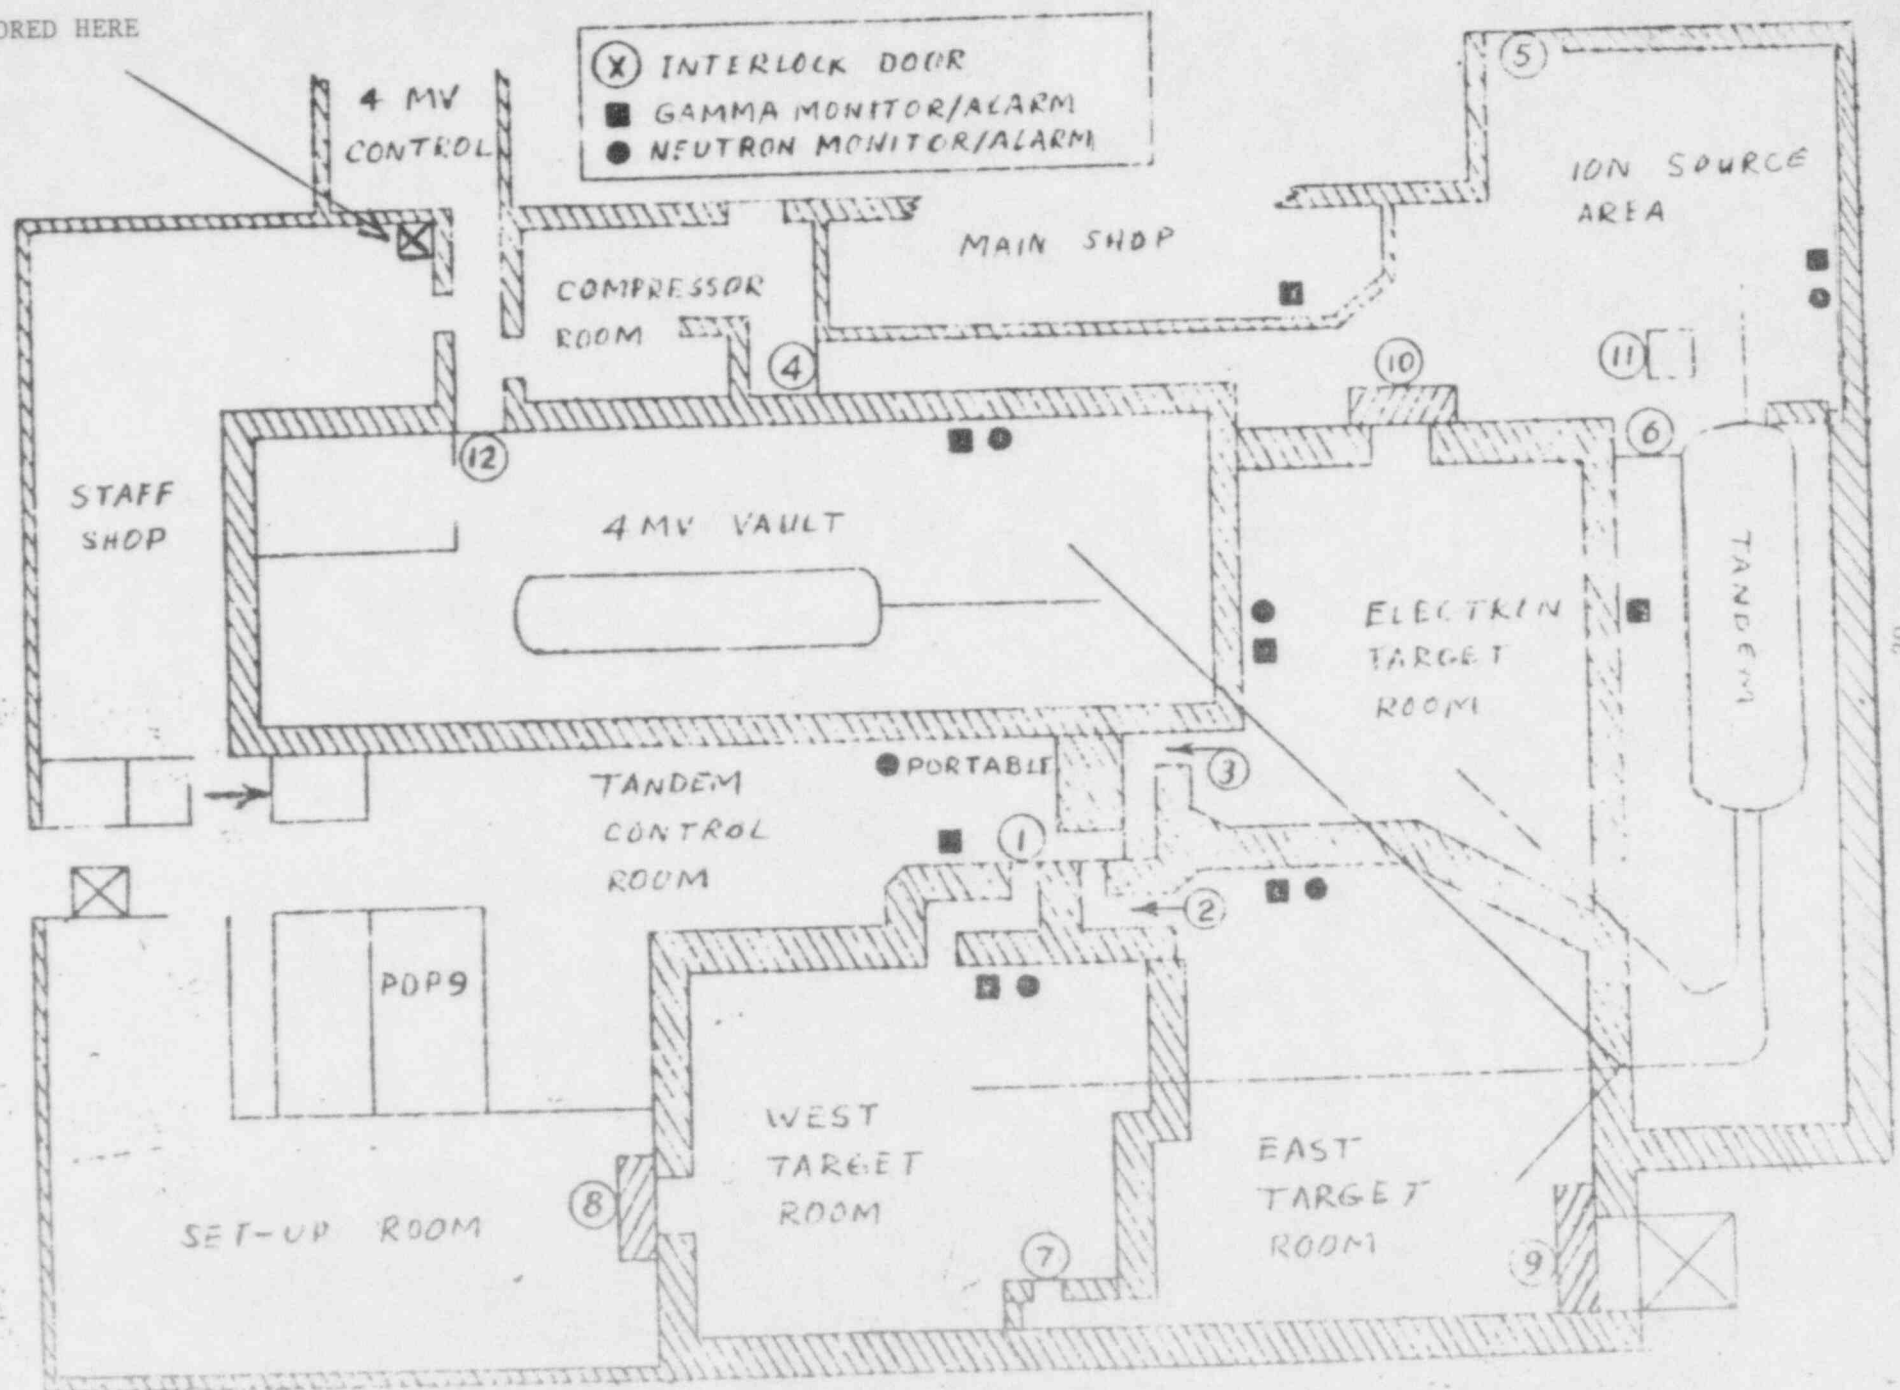 ORED HERE
Ⓧ INTERLOCK DOOR
GAMMA MONITOR/ALARM
NEUTRON MONITOR/ALARM
4 MV
CONTROL
5
ION SOURCE
AREA
MAIN SHOP
COMPRESSOR
ROOM
4
10
11
6
12
STAFF
SHOP
4 MV VAULT
TANDEM
ELECTRON
TARGET
ROOM
PORTABLE
3
TANDEM
CONTROL
ROOM
1
2
PDP9
WEST
TARGET
ROOM
EAST
TARGET
ROOM
8
SET-UP ROOM
7
9